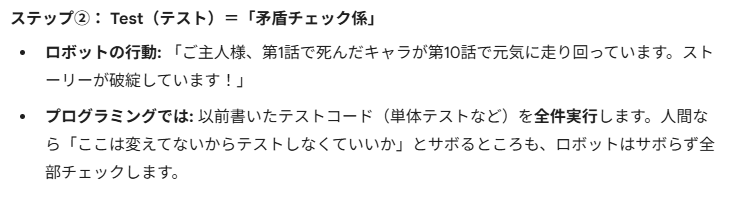 ステップ②： Test（テスト）＝「矛盾チェック係」
• ロボットの行動: 「ご主人様、第1話で死んだキャラが第10話で元気に走り回っています。スト
ーリーが破綻しています！」
• プログラミングでは: 以前書いたテストコード（単体テストなど）を全件実行します。人間な
ら「ここは変えてないからテストしなくていいか」とサボるところも、ロボットはサボらず全
部チェックします。